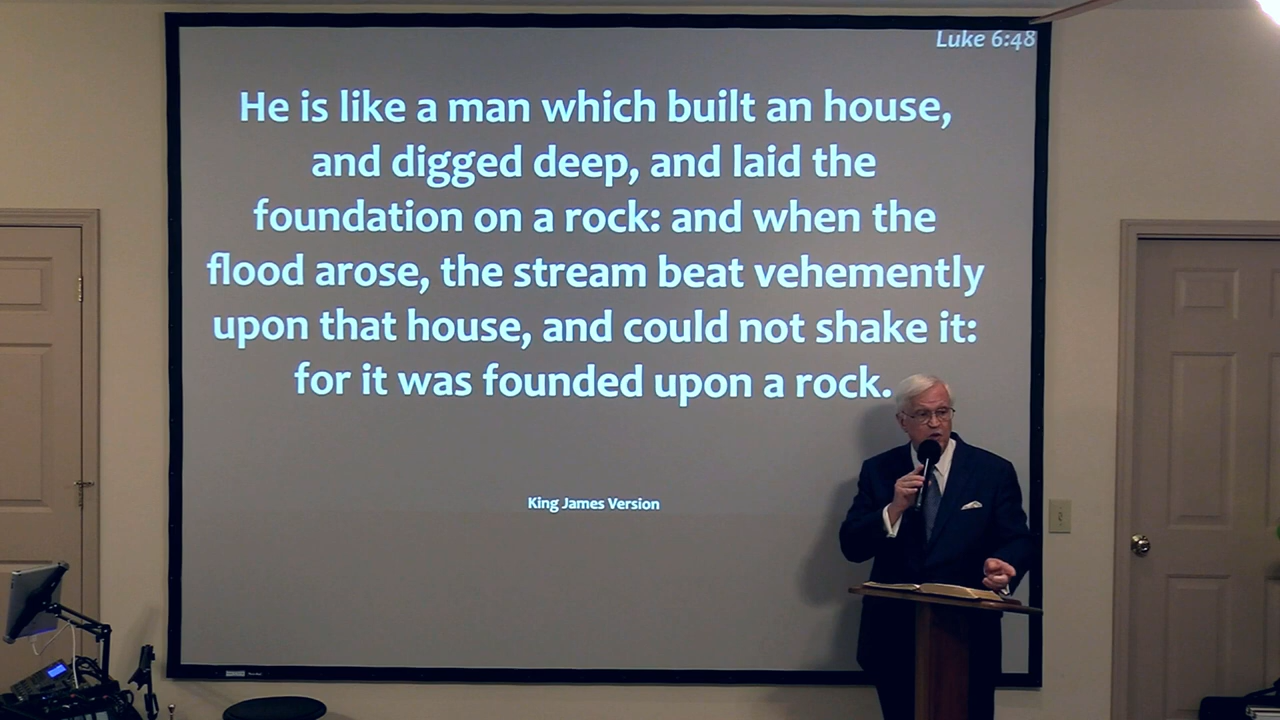 Luke 6:48
He is like a man which built an house,
and digged deep, and laid the
foundation on a rock: and when the
flood arose, the stream beat vehemently
upon that house, and could not shake it:
for it was founded upon a rock.
King James Version